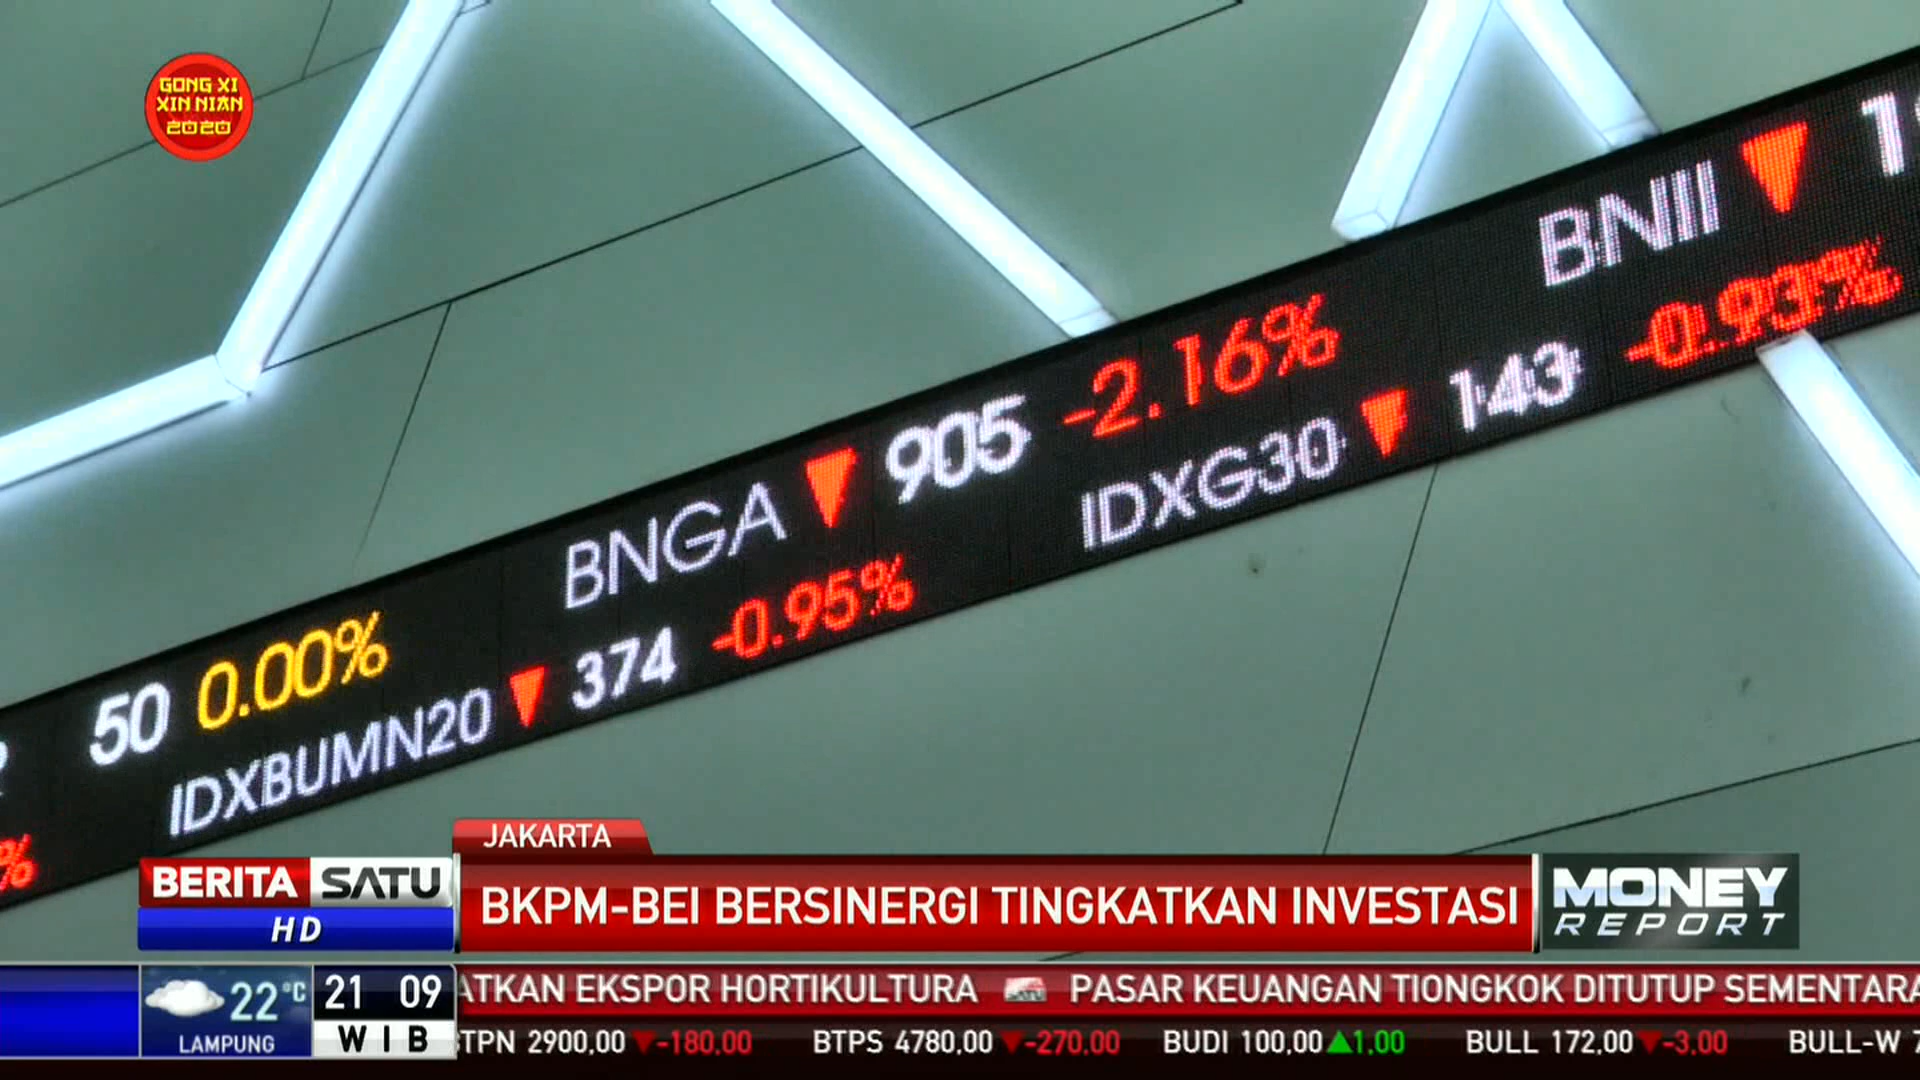 GONG XI
XIN NIAN
2020
BNII ▼
BNGA ▼ 905 -2.16%
50 0.00%
IDXG30 ▼ 143 -0.93%
IDXBUMN20 ▼ 374 -0.95%
%
JAKARTA
BERITA SATU
HD
BKPM-BEI BERSINERGI TINGKATKAN INVESTASI
MONEY
REPORT
22°C
LAMPUNG
21 09
WIB
ATKAN EKSPOR HORTIKULTURA PASAR KEUANGAN TIONGKOK DITUTUP SEMENTARA
BTPN 2900,00 ▼-180.00 BTPS 4780,00 ▼-270.00 BUDI 100,00 ▲1.00 BULL 172,00 ▼-3.00 BULL-W 7